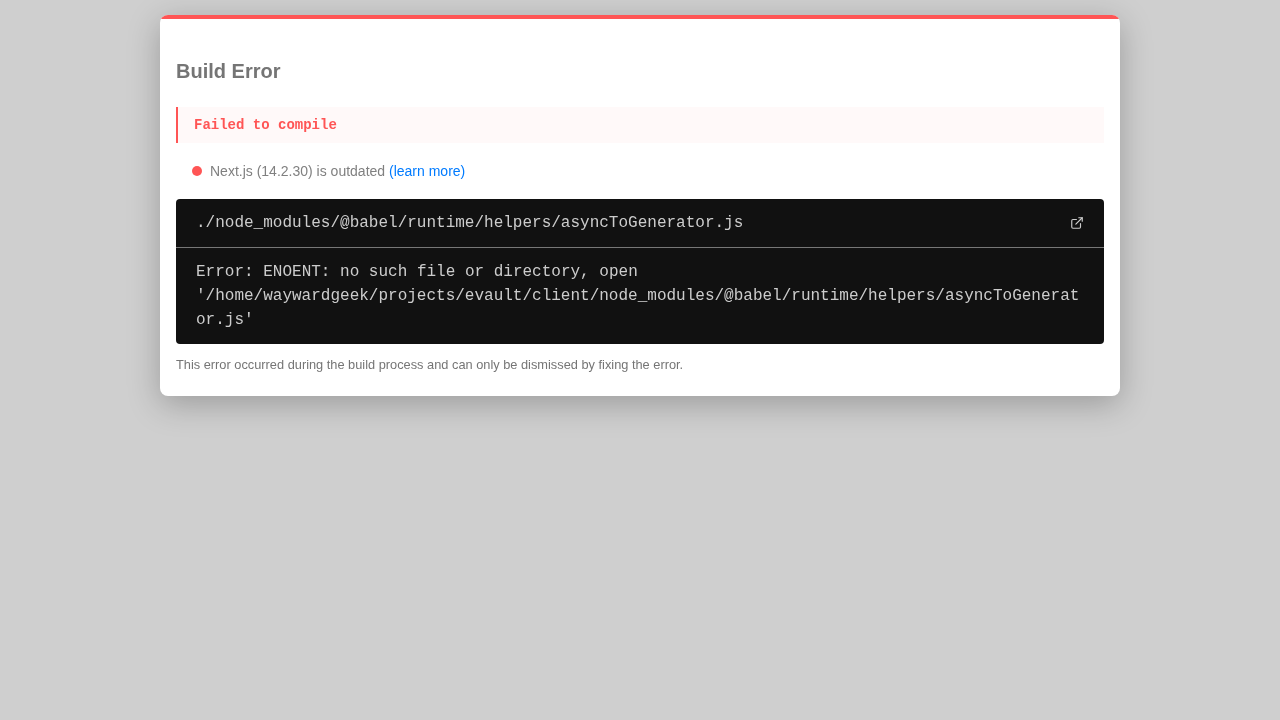 Build Error
Failed to compile
Next.js (14.2.30) is outdated (learn more)
./node_modules/@babel/runtime/helpers/asyncToGenerator.js
Error: ENOENT: no such file or directory, open
'/home/waywardgeek/projects/evault/client/node_modules/@babel/runtime/helpers/asyncToGenerat
or.js'
This error occurred during the build process and can only be dismissed by fixing the error.